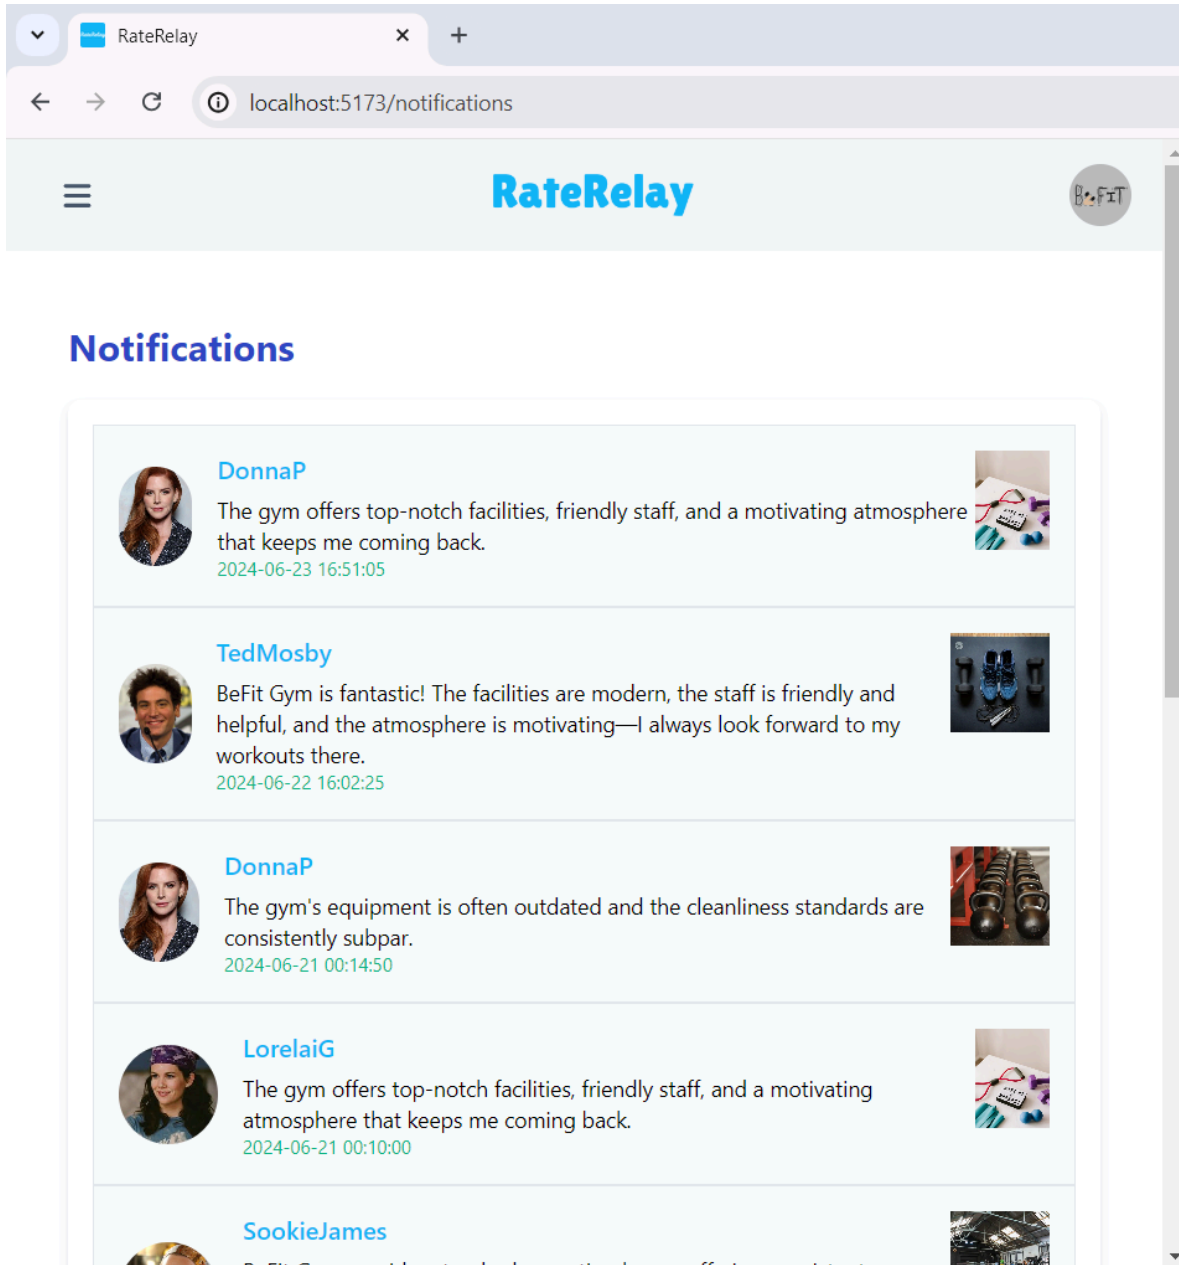 RateRelay
localhost:5173/notifications
RateRelay
BeFIT
Notifications
DonnaP
The gym offers top-notch facilities, friendly staff, and a motivating atmosphere
that keeps me coming back.
2024-06-23 16:51:05
TedMosby
BeFit Gym is fantastic! The facilities are modern, the staff is friendly and
helpful, and the atmosphere is motivating—I always look forward to my
workouts there.
2024-06-22 16:02:25
DonnaP
The gym's equipment is often outdated and the cleanliness standards are
consistently subpar.
2024-06-21 00:14:50
LorelaiG
The gym offers top-notch facilities, friendly staff, and a motivating
atmosphere that keeps me coming back.
2024-06-21 00:10:00
SookieJames